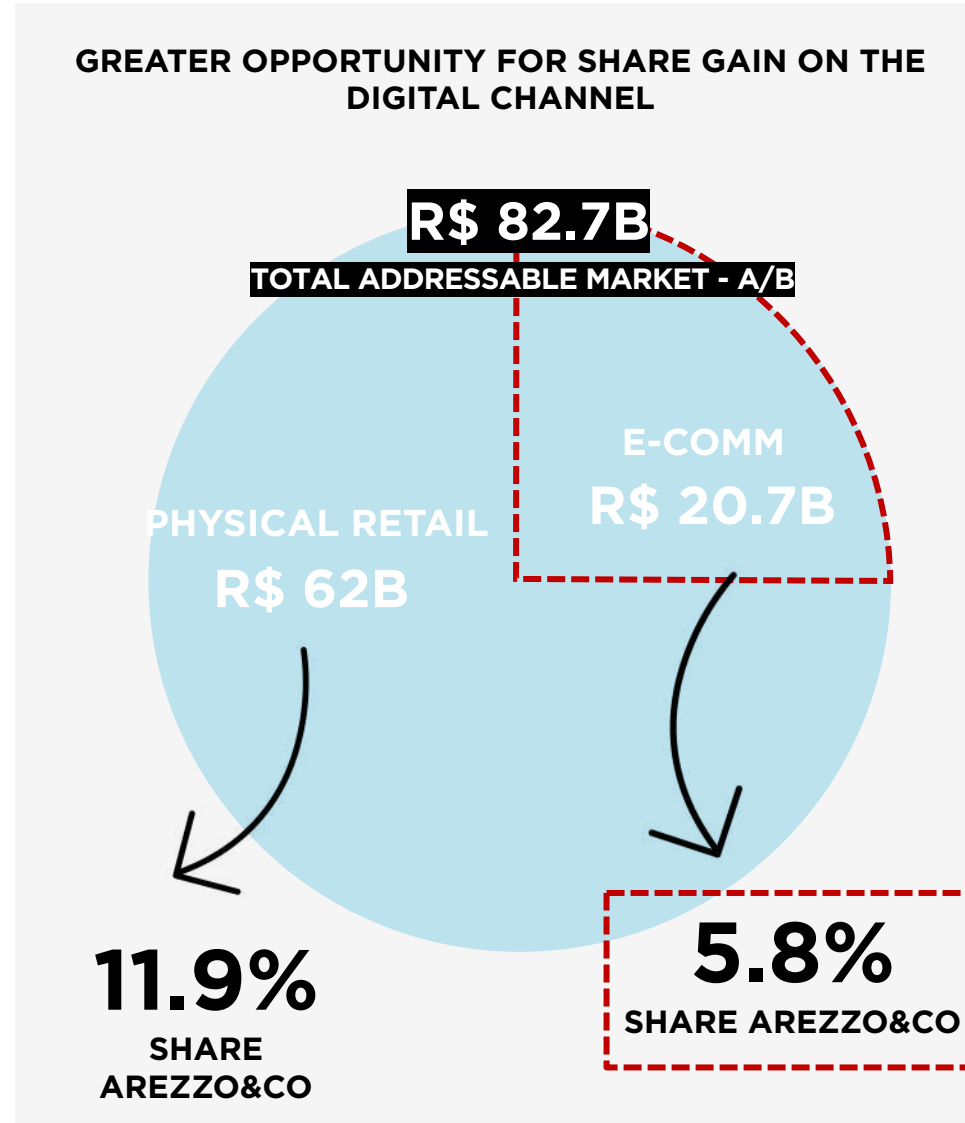 GREATER OPPORTUNITY FOR SHARE GAIN ON THE
DIGITAL CHANNEL
R$ 82.7B
TOTAL ADDRESSABLE MARKET - A/B
E-COMM
R$ 20.7B
PHYSICAL RETAIL
R$ 62B
11.9%
SHARE
AREZZO&CO
5.8%
SHARE AREZZO&CO